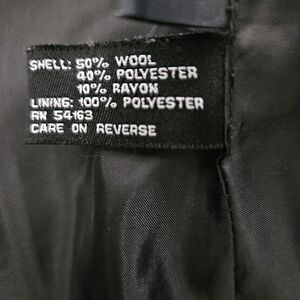 SHELL: 50% WOOL
40% POLYESTER
10% RAYON
LINING: 100% POLYESTER
RN 54163
CARE ON REVERSE